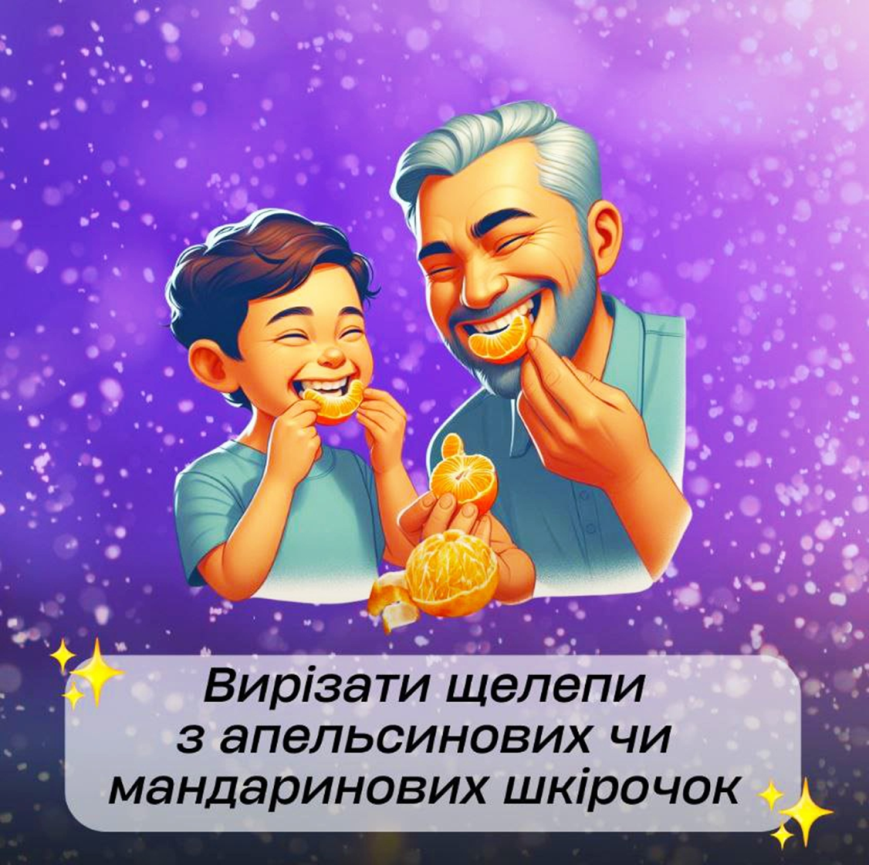 Вирізати щелепи
з апельсинових чи
мандаринових шкірочок